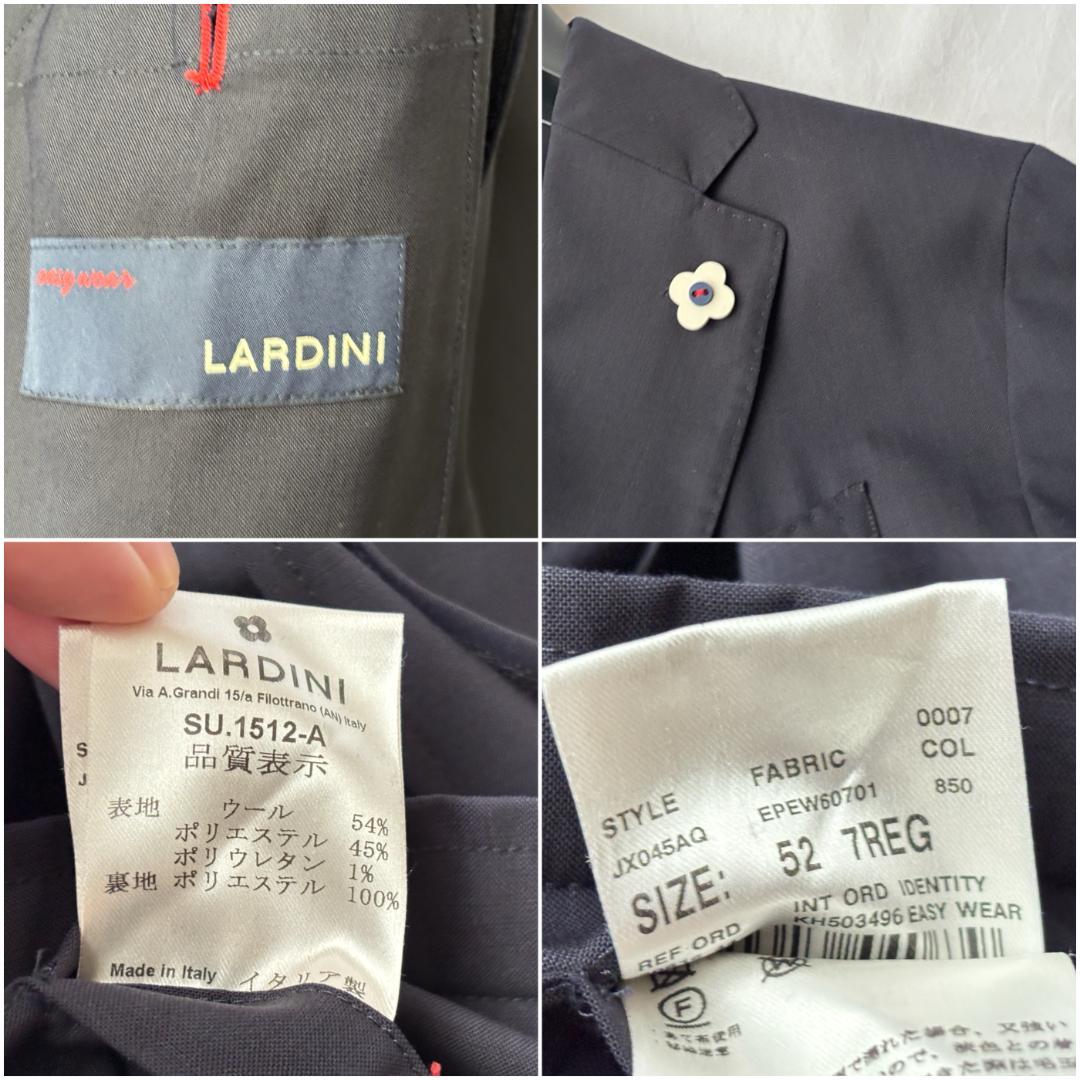 easy wear
LARDINI
LARDINI
Via A.Grandi 15/a Filottrano (AN) Italy
SU.1512-A
品質表示
S
J
表地 ウール 54%
ポリエステル 45%
ポリウレタン 1%
裏地 ポリエステル 100%
Made in Italy イタリア製
0007
STYLE FABRIC COL
JX045AQ EPEW60701 850
SIZE: 52 7REG
REF.ORD INT ORD IDENTITY
KH503496 EASY WEAR
F